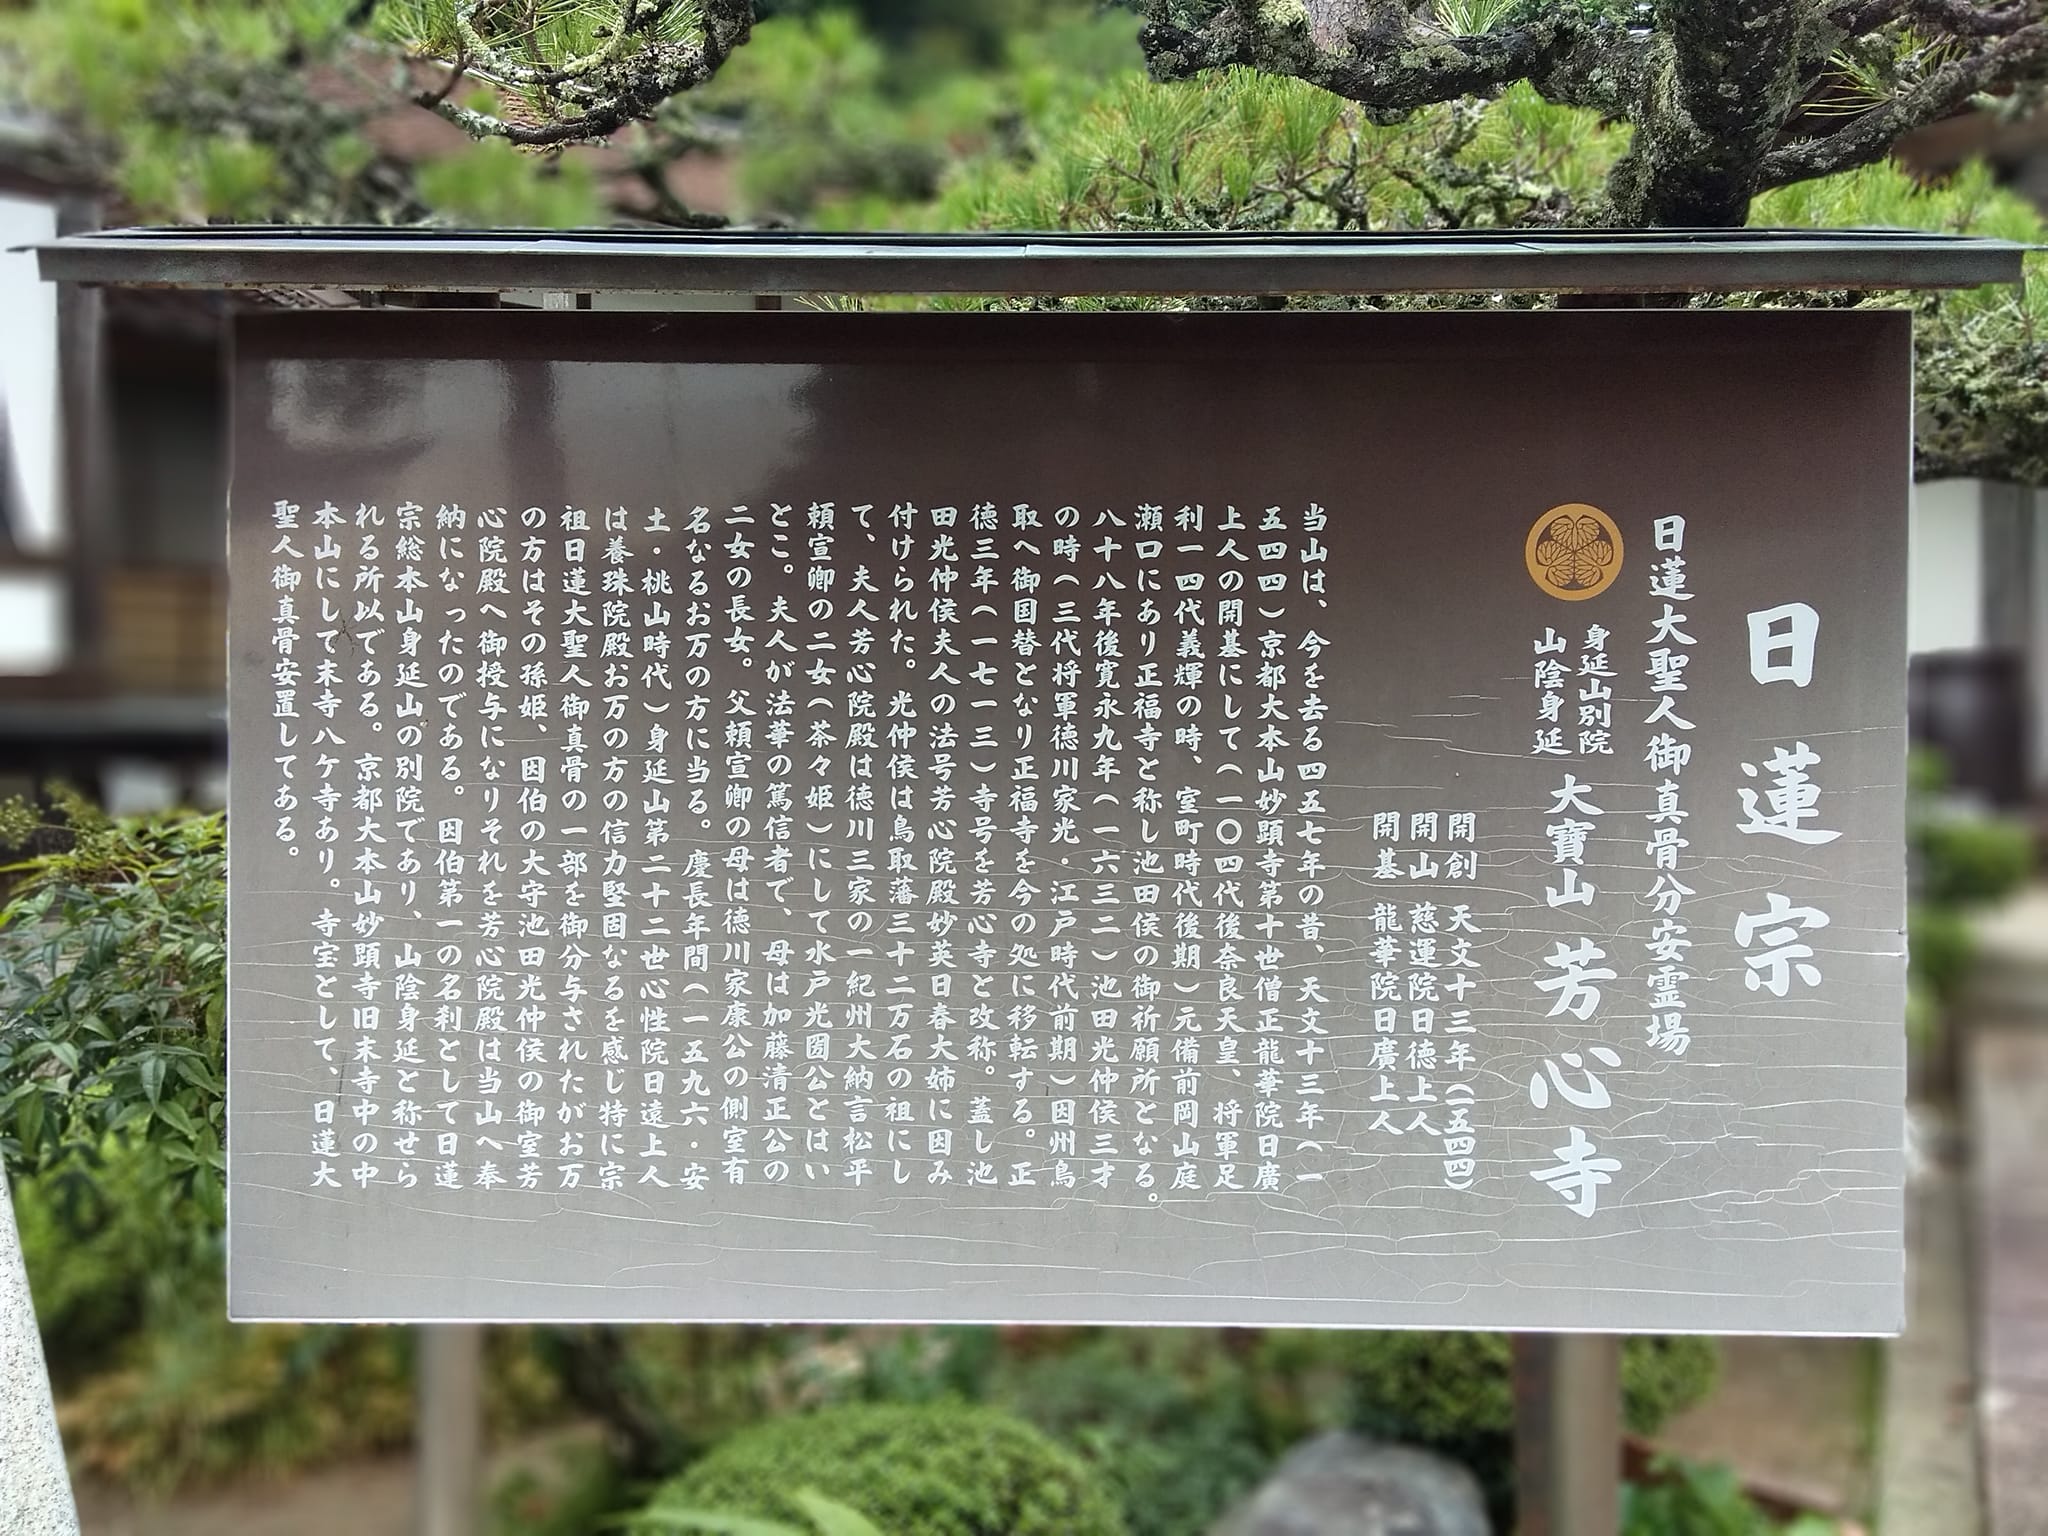 日蓮宗
日蓮大聖人御真骨分安霊場
身延山別院
山陰身延
大寶山 芳心寺
開創 天文十三年(一五四四)
開山 慈運院日徳上人
開基 龍華院日廣上人
当山は、今を去る四五七年の昔、天文十三年(一
五四四)京都大本山妙顕寺第十世僧正龍華院日廣
上人の開基にして(一〇四代後奈良天皇、将軍足
利一四代義輝の時、室町時代後期)元備前岡山庭
瀬口にあり正福寺と称し池田侯の御祈願所となる。
八十八年後寛永九年(一六三二)池田光仲侯三才
の時(三代将軍徳川家光・江戸時代前期)因州鳥
取へ御国替となり正福寺を今の処に移転する。正
徳三年(一七一三)寺号を芳心寺と改称。蓋し池
田光仲侯夫人の法号芳心院殿妙英日春大姉に因み
付けられた。光仲侯は鳥取藩三十二万石の祖にし
て、夫人芳心院殿は徳川三家の一紀州大納言松平
頼宣卿の二女(茶々姫)にして水戸光圀公とはい
とこ。夫人が法華の篤信者で、母は加藤清正公の
二女の長女。父頼宣卿の母は徳川家康公の側室有
名なるお万の方に当る。慶長年間(一五九六・安
土・桃山時代)身延山第二十二世心性院日遠上人
は養珠院殿お万の方の信力堅固なるを感じ特に宗
祖日蓮大聖人御真骨の一部を御分与されたがお万
の方はその孫姫、因伯の大守池田光仲侯の御室芳
心院殿へ御授与になりそれを芳心院殿は当山へ奉
納になったのである。因伯第一の名刹として日蓮
宗総本山身延山の別院であり、山陰身延と称せら
れる所以である。京都大本山妙顕寺旧末寺中の中
本山にして末寺八ケ寺あり。寺宝として、日蓮大
聖人御真骨安置してある。